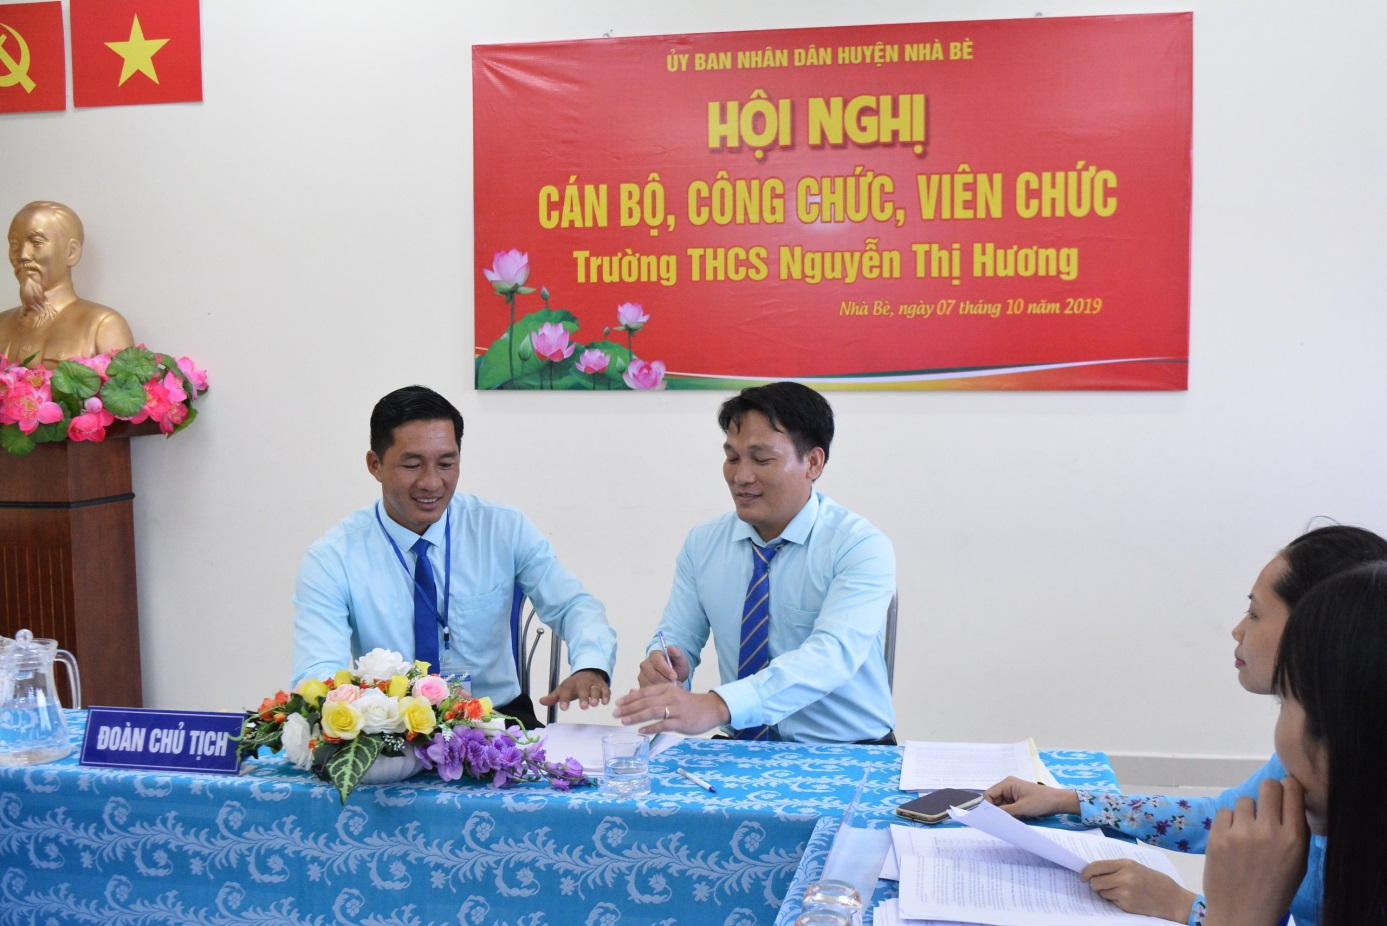 ỦY BAN NHÂN DÂN HUYỆN NHÀ BÈ
HỘI NGHỊ
CÁN BỘ, CÔNG CHỨC, VIÊN CHỨC
Trường THCS Nguyễn Thị Hương
Nhà Bè, ngày 07 tháng 10 năm 2019
ĐOÀN CHỦ TỊCH